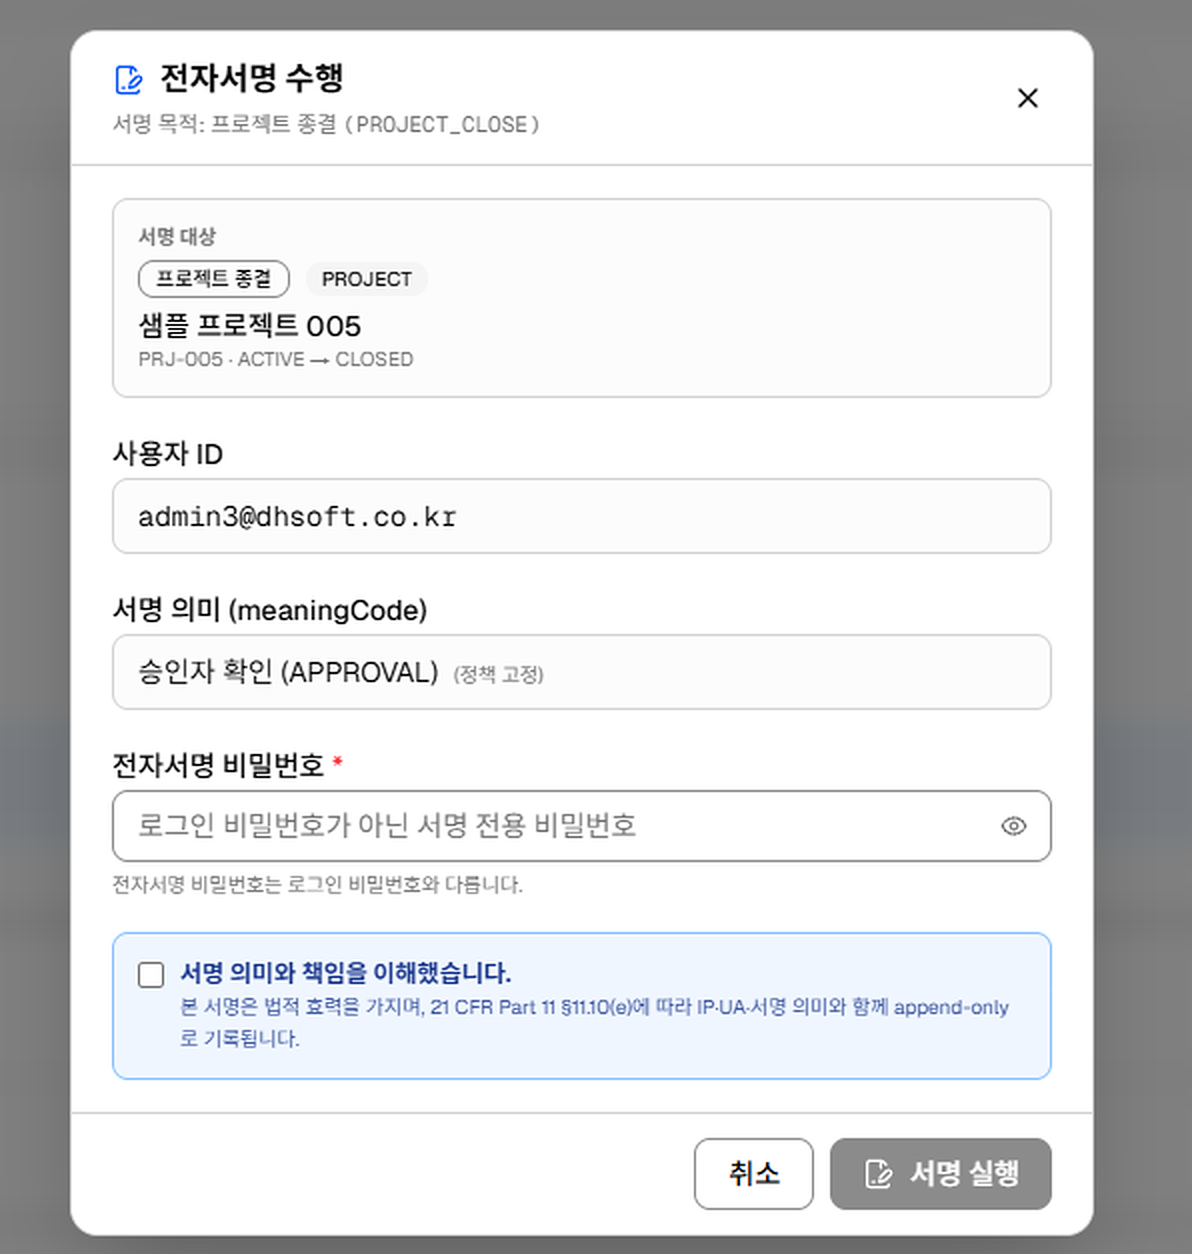 전자서명 수행
서명 목적: 프로젝트 종결 (PROJECT_CLOSE)
서명 대상
프로젝트 종결 PROJECT
샘플 프로젝트 005
PRJ-005 · ACTIVE → CLOSED
사용자 ID
admin3@dhsoft.co.kr
서명 의미 (meaningCode)
승인자 확인 (APPROVAL) (정책 고정)
전자서명 비밀번호 *
로그인 비밀번호가 아닌 서명 전용 비밀번호
전자서명 비밀번호는 로그인 비밀번호와 다릅니다.
서명 의미와 책임을 이해했습니다.
본 서명은 법적 효력을 가지며, 21 CFR Part 11 §11.10(e)에 따라 IP·UA·서명 의미와 함께 append-only
로 기록됩니다.
취소 서명 실행